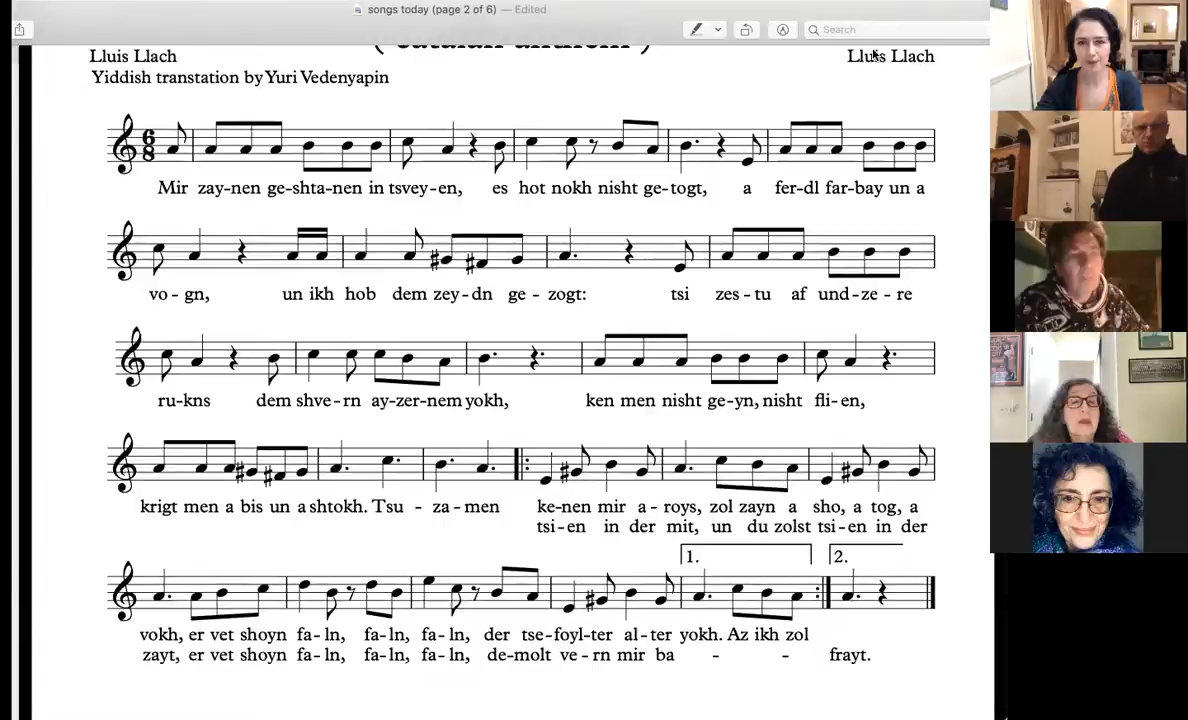 songs today (page 2 of 6) — Edited
Search
( Catalan anthem )
Lluis Llach
Lluis Llach
Yiddish transtation by Yuri Vedenyapin
6
8
Mir zay-nen ge-shta-nen in tsvey-en, es hot nokh nisht ge-togt, a fer-dl far-bay un a
vo-gn, un ikh hob dem zey-dn ge-zogt: tsi zes-tu af und-ze-re
ru-kns dem shve-rn ay-zer-nem yokh, ken men nisht ge-yn, nisht fli-en,
krigt men a bis un a shtokh. Tsu-za-men ke-nen mir a-roys, zol zayn a sho, a tog, a
tsi-en in der mit, un du zolst tsi-en in der
1. 2.
vokh, er vet shoyn fa-ln, fa-ln, fa-ln, der tse-foyl-ter al-ter yokh. Az ikh zol
zayt, er vet shoyn fa-ln, fa-ln, fa-ln, de-molt ve-rn mir ba - - frayt.